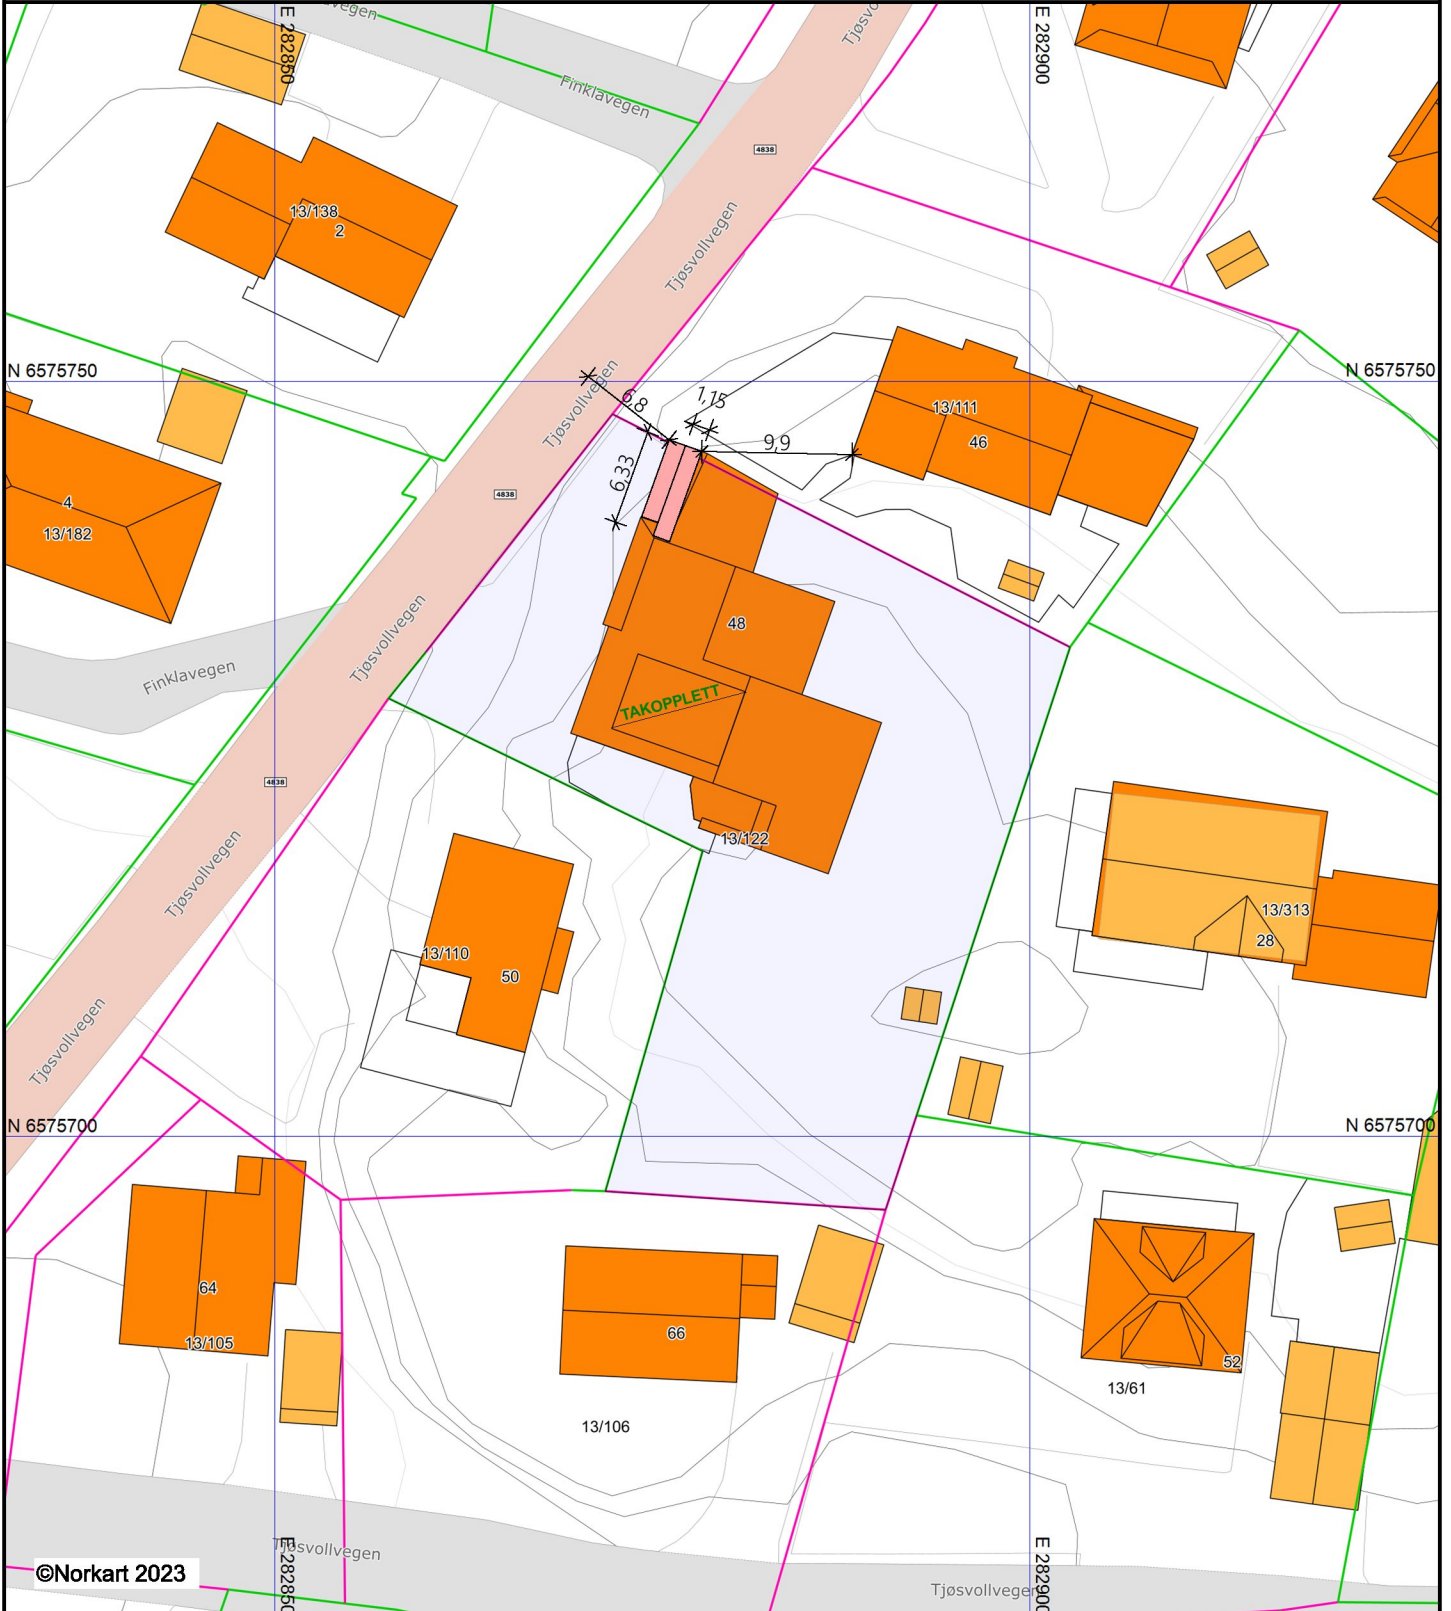 vegen
E 282850
E 282900
Tjøsvo
Finklavegen
4838
13/138
2
Tjøsvollvegen
N 6575750
N 6575750
Tjøsvollvegen
6,8
1,15
9,9
6,33
13/111
46
4838
4
13/182
Tjøsvollvegen
48
Finklavegen
TAKOPPLETT
4838
13/122
Tjøsvollvegen
13/313
28
13/110
50
Tjøsvollvegen
N 6575700
N 6575700
64
13/105
66
52
13/61
13/106
Tjøsvollvegen
E 282850
E 282900
©Norkart 2023
Tjøsvollvegen